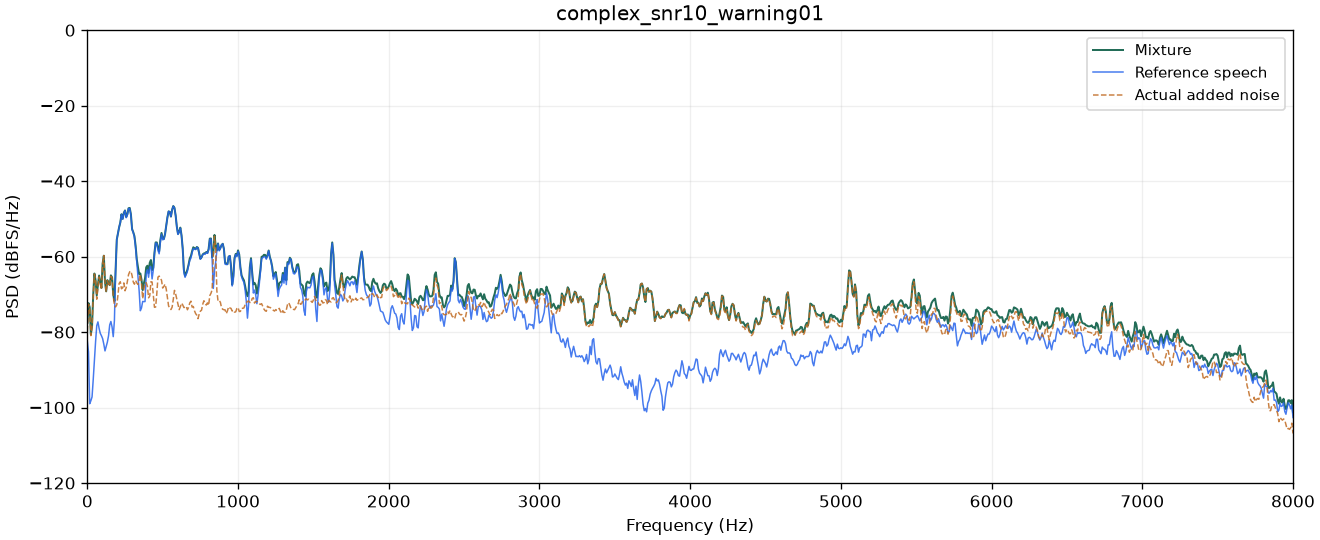 complex_snr10_warning01
Mixture
Reference speech
Actual added noise
PSD (dBFS/Hz)
0
−20
−40
−60
−80
−100
−120
0 1000 2000 3000 4000 5000 6000 7000 8000
Frequency (Hz)